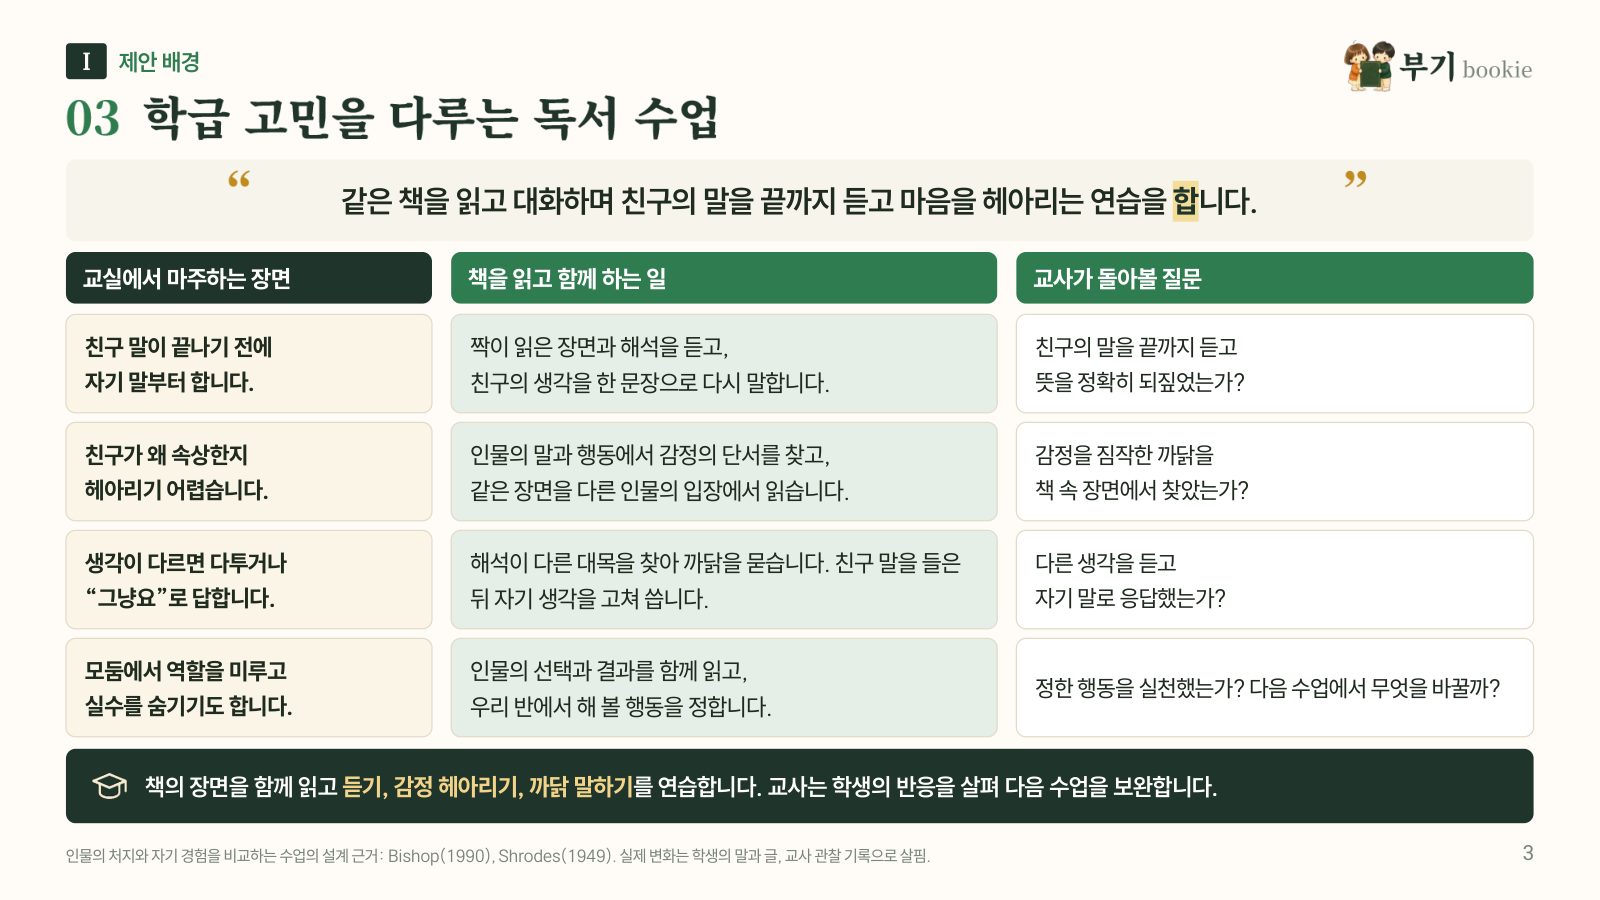 I 제안 배경
부기 bookie
03 학급 고민을 다루는 독서 수업
“ 같은 책을 읽고 대화하며 친구의 말을 끝까지 듣고 마음을 헤아리는 연습을 합니다. ”
교실에서 마주하는 장면
책을 읽고 함께 하는 일
교사가 돌아볼 질문
친구 말이 끝나기 전에
자기 말부터 합니다.
짝이 읽은 장면과 해석을 듣고,
친구의 생각을 한 문장으로 다시 말합니다.
친구의 말을 끝까지 듣고
뜻을 정확히 되짚었는가?
친구가 왜 속상한지
헤아리기 어렵습니다.
인물의 말과 행동에서 감정의 단서를 찾고,
같은 장면을 다른 인물의 입장에서 읽습니다.
감정을 짐작한 까닭을
책 속 장면에서 찾았는가?
생각이 다르면 다투거나
“그냥요”로 답합니다.
해석이 다른 대목을 찾아 까닭을 묻습니다. 친구 말을 들은
뒤 자기 생각을 고쳐 씁니다.
다른 생각을 듣고
자기 말로 응답했는가?
모둠에서 역할을 미루고
실수를 숨기기도 합니다.
인물의 선택과 결과를 함께 읽고,
우리 반에서 해 볼 행동을 정합니다.
정한 행동을 실천했는가? 다음 수업에서 무엇을 바꿀까?
책의 장면을 함께 읽고 듣기, 감정 헤아리기, 까닭 말하기를 연습합니다. 교사는 학생의 반응을 살펴 다음 수업을 보완합니다.
인물의 처지와 자기 경험을 비교하는 수업의 설계 근거: Bishop(1990), Shrodes(1949). 실제 변화는 학생의 말과 글, 교사 관찰 기록으로 살핌.
3